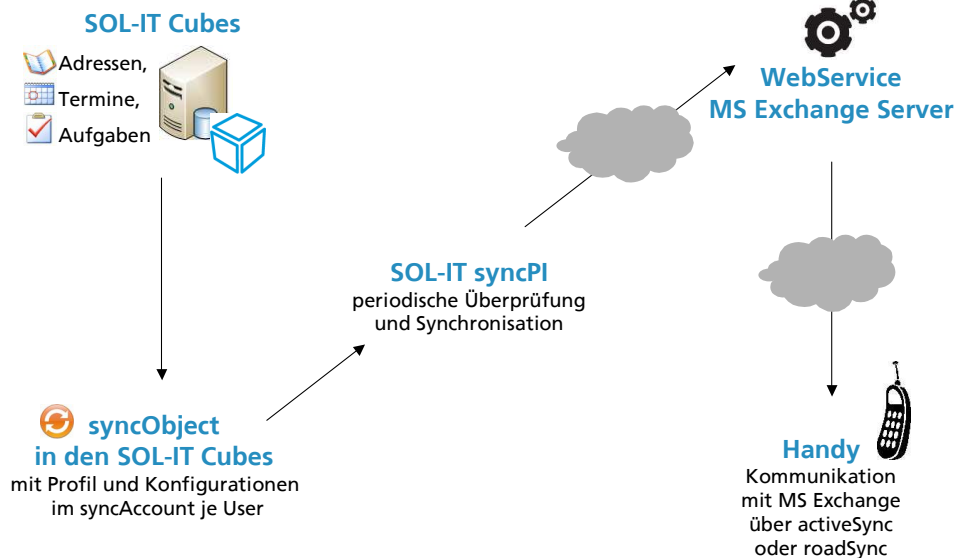 SOL-IT Cubes
Adressen,
Termine,
Aufgaben
WebService
MS Exchange Server
SOL-IT syncPI
periodische Überprüfung
und Synchronisation
syncObject
in den SOL-IT Cubes
mit Profil und Konfigurationen
im syncAccount je User
Handy
Kommunikation
mit MS Exchange
über activeSync
oder roadSync